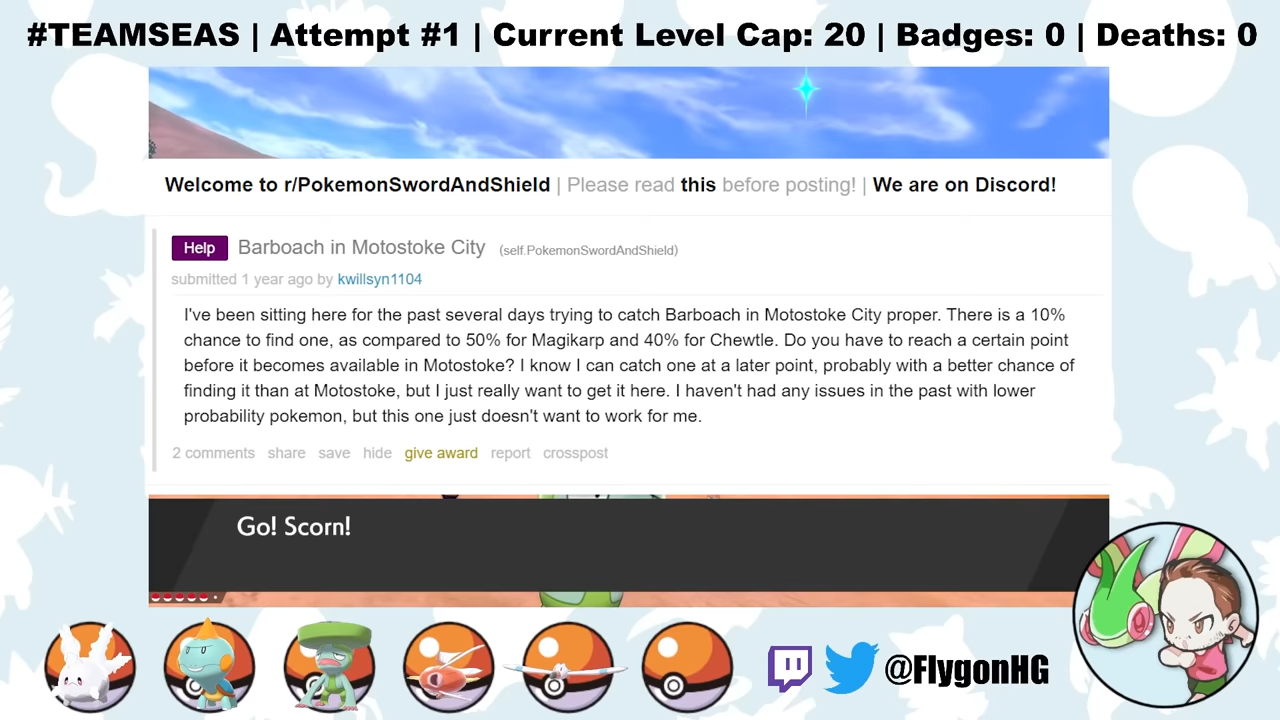 #TEAMSEAS | Attempt #1 | Current Level Cap: 20 | Badges: 0 | Deaths: 0
Welcome to r/PokemonSwordAndShield | Please read this before posting! | We are on Discord!
Help Barboach in Motostoke City (self.PokemonSwordAndShield)
submitted 1 year ago by kwillsyn1104
I've been sitting here for the past several days trying to catch Barboach in Motostoke City proper. There is a 10%
chance to find one, as compared to 50% for Magikarp and 40% for Chewtle. Do you have to reach a certain point
before it becomes available in Motostoke? I know I can catch one at a later point, probably with a better chance of
finding it than at Motostoke, but I just really want to get it here. I haven't had any issues in the past with lower
probability pokemon, but this one just doesn't want to work for me.
2 comments share save hide give award report crosspost
Go! Scorn!
@FlygonHG